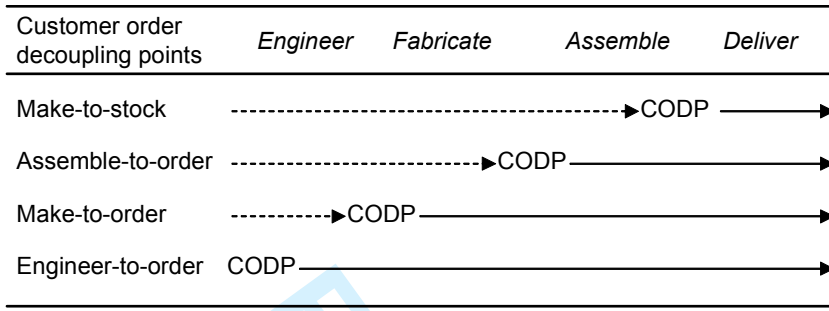 Customer order
decoupling points Engineer Fabricate Assemble Deliver
Make-to-stock CODP
Assemble-to-order CODP
Make-to-order CODP
Engineer-to-order CODP